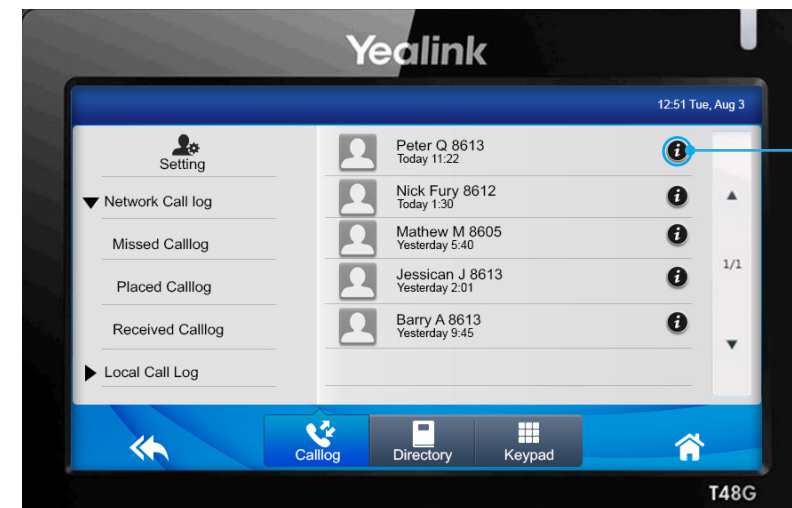 Yealink
12:51 Tue, Aug 3
Setting
Network Call log
Missed Calllog
Placed Calllog
Received Calllog
Local Call Log
Peter Q 8613
Today 11:22
Nick Fury 8612
Today 1:30
Mathew M 8605
Yesterday 5:40
Jessican J 8613
Yesterday 2:01
Barry A 8613
Yesterday 9:45
1/1
Calllog
Directory
Keypad
T48G